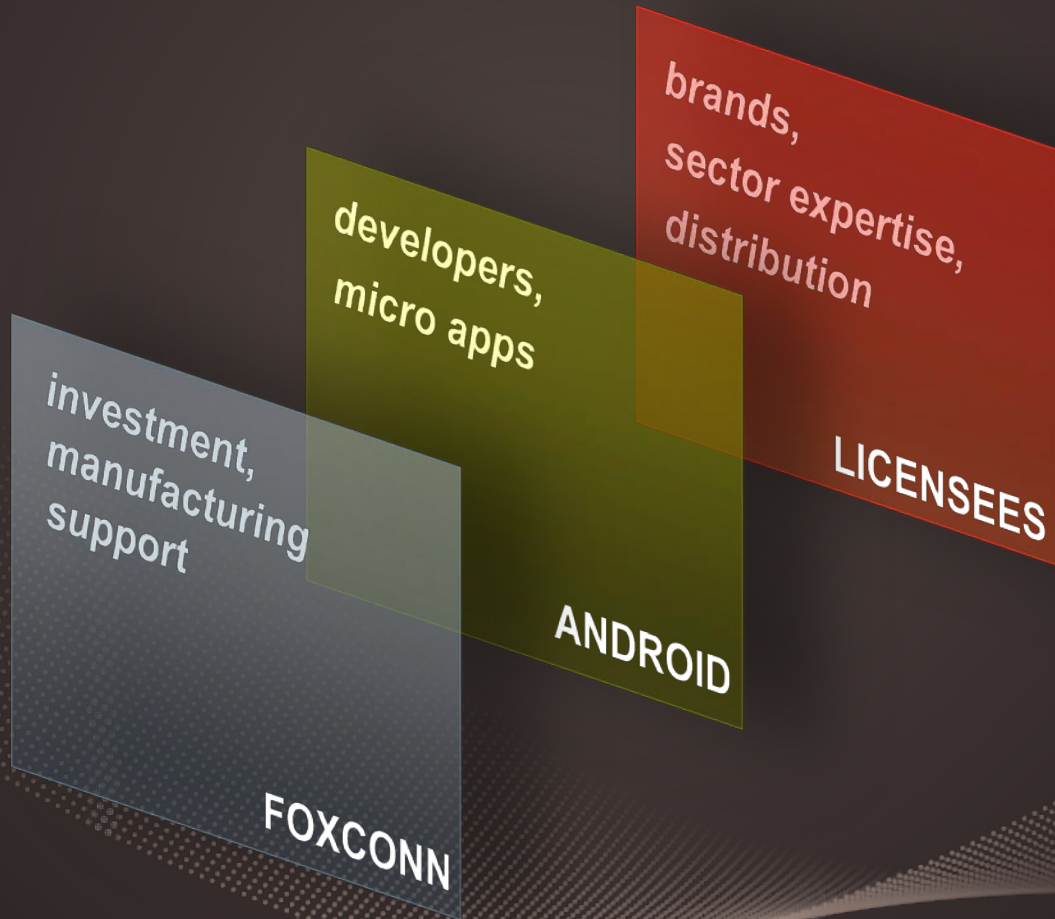 investment,
manufacturing
support
FOXCONN
developers,
micro apps
ANDROID
brands,
sector expertise,
distribution
LICENSEES